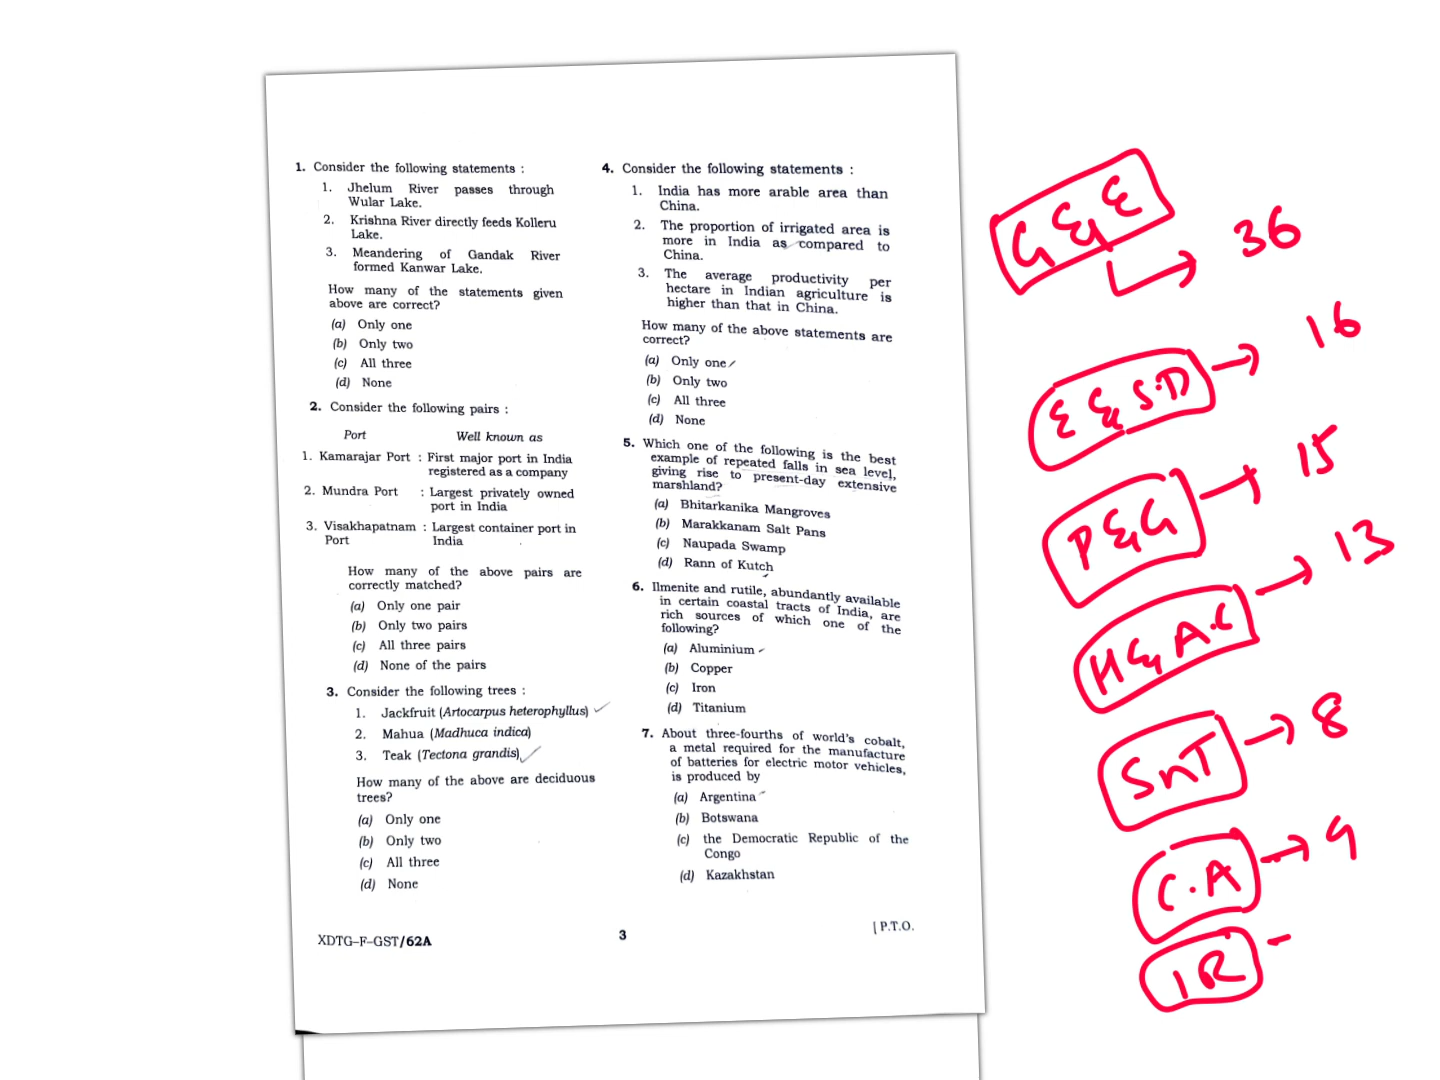 1. Consider the following statements :
1. Jhelum River passes through
Wular Lake.
2. Krishna River directly feeds Kolleru
Lake.
3. Meandering of Gandak River
formed Kanwar Lake.
How many of the statements given
above are correct?
(a) Only one
(b) Only two
(c) All three
(d) None
2. Consider the following pairs :
Port Well known as
1. Kamarajar Port : First major port in India
registered as a company
2. Mundra Port : Largest privately owned
port in India
3. Visakhapatnam : Largest container port in
Port India
How many of the above pairs are
correctly matched?
(a) Only one pair
(b) Only two pairs
(c) All three pairs
(d) None of the pairs
3. Consider the following trees :
1. Jackfruit (Artocarpus heterophyllus)
2. Mahua (Madhuca indica)
3. Teak (Tectona grandis)
How many of the above are deciduous
trees?
(a) Only one
(b) Only two
(c) All three
(d) None
4. Consider the following statements :
1. India has more arable area than
China.
2. The proportion of irrigated area is
more in India as compared to
China.
3. The average productivity per
hectare in Indian agriculture is
higher than that in China.
How many of the above statements are
correct?
(a) Only one
(b) Only two
(c) All three
(d) None
5. Which one of the following is the best
example of repeated falls in sea level,
giving rise to present-day extensive
marshland?
(a) Bhitarkanika Mangroves
(b) Marakkanam Salt Pans
(c) Naupada Swamp
(d) Rann of Kutch
6. Ilmenite and rutile, abundantly available
in certain coastal tracts of India, are
rich sources of which one of the
following?
(a) Aluminium
(b) Copper
(c) Iron
(d) Titanium
7. About three-fourths of world's cobalt,
a metal required for the manufacture
of batteries for electric motor vehicles,
is produced by
(a) Argentina
(b) Botswana
(c) the Democratic Republic of the
Congo
(d) Kazakhstan
XDTG-F-GST/62A
3
[ P.T.O.
G & E → 36
E & S.D → 16
P & G → 15
H & A.C → 13
SnT → 8
C.A → 9
IR -